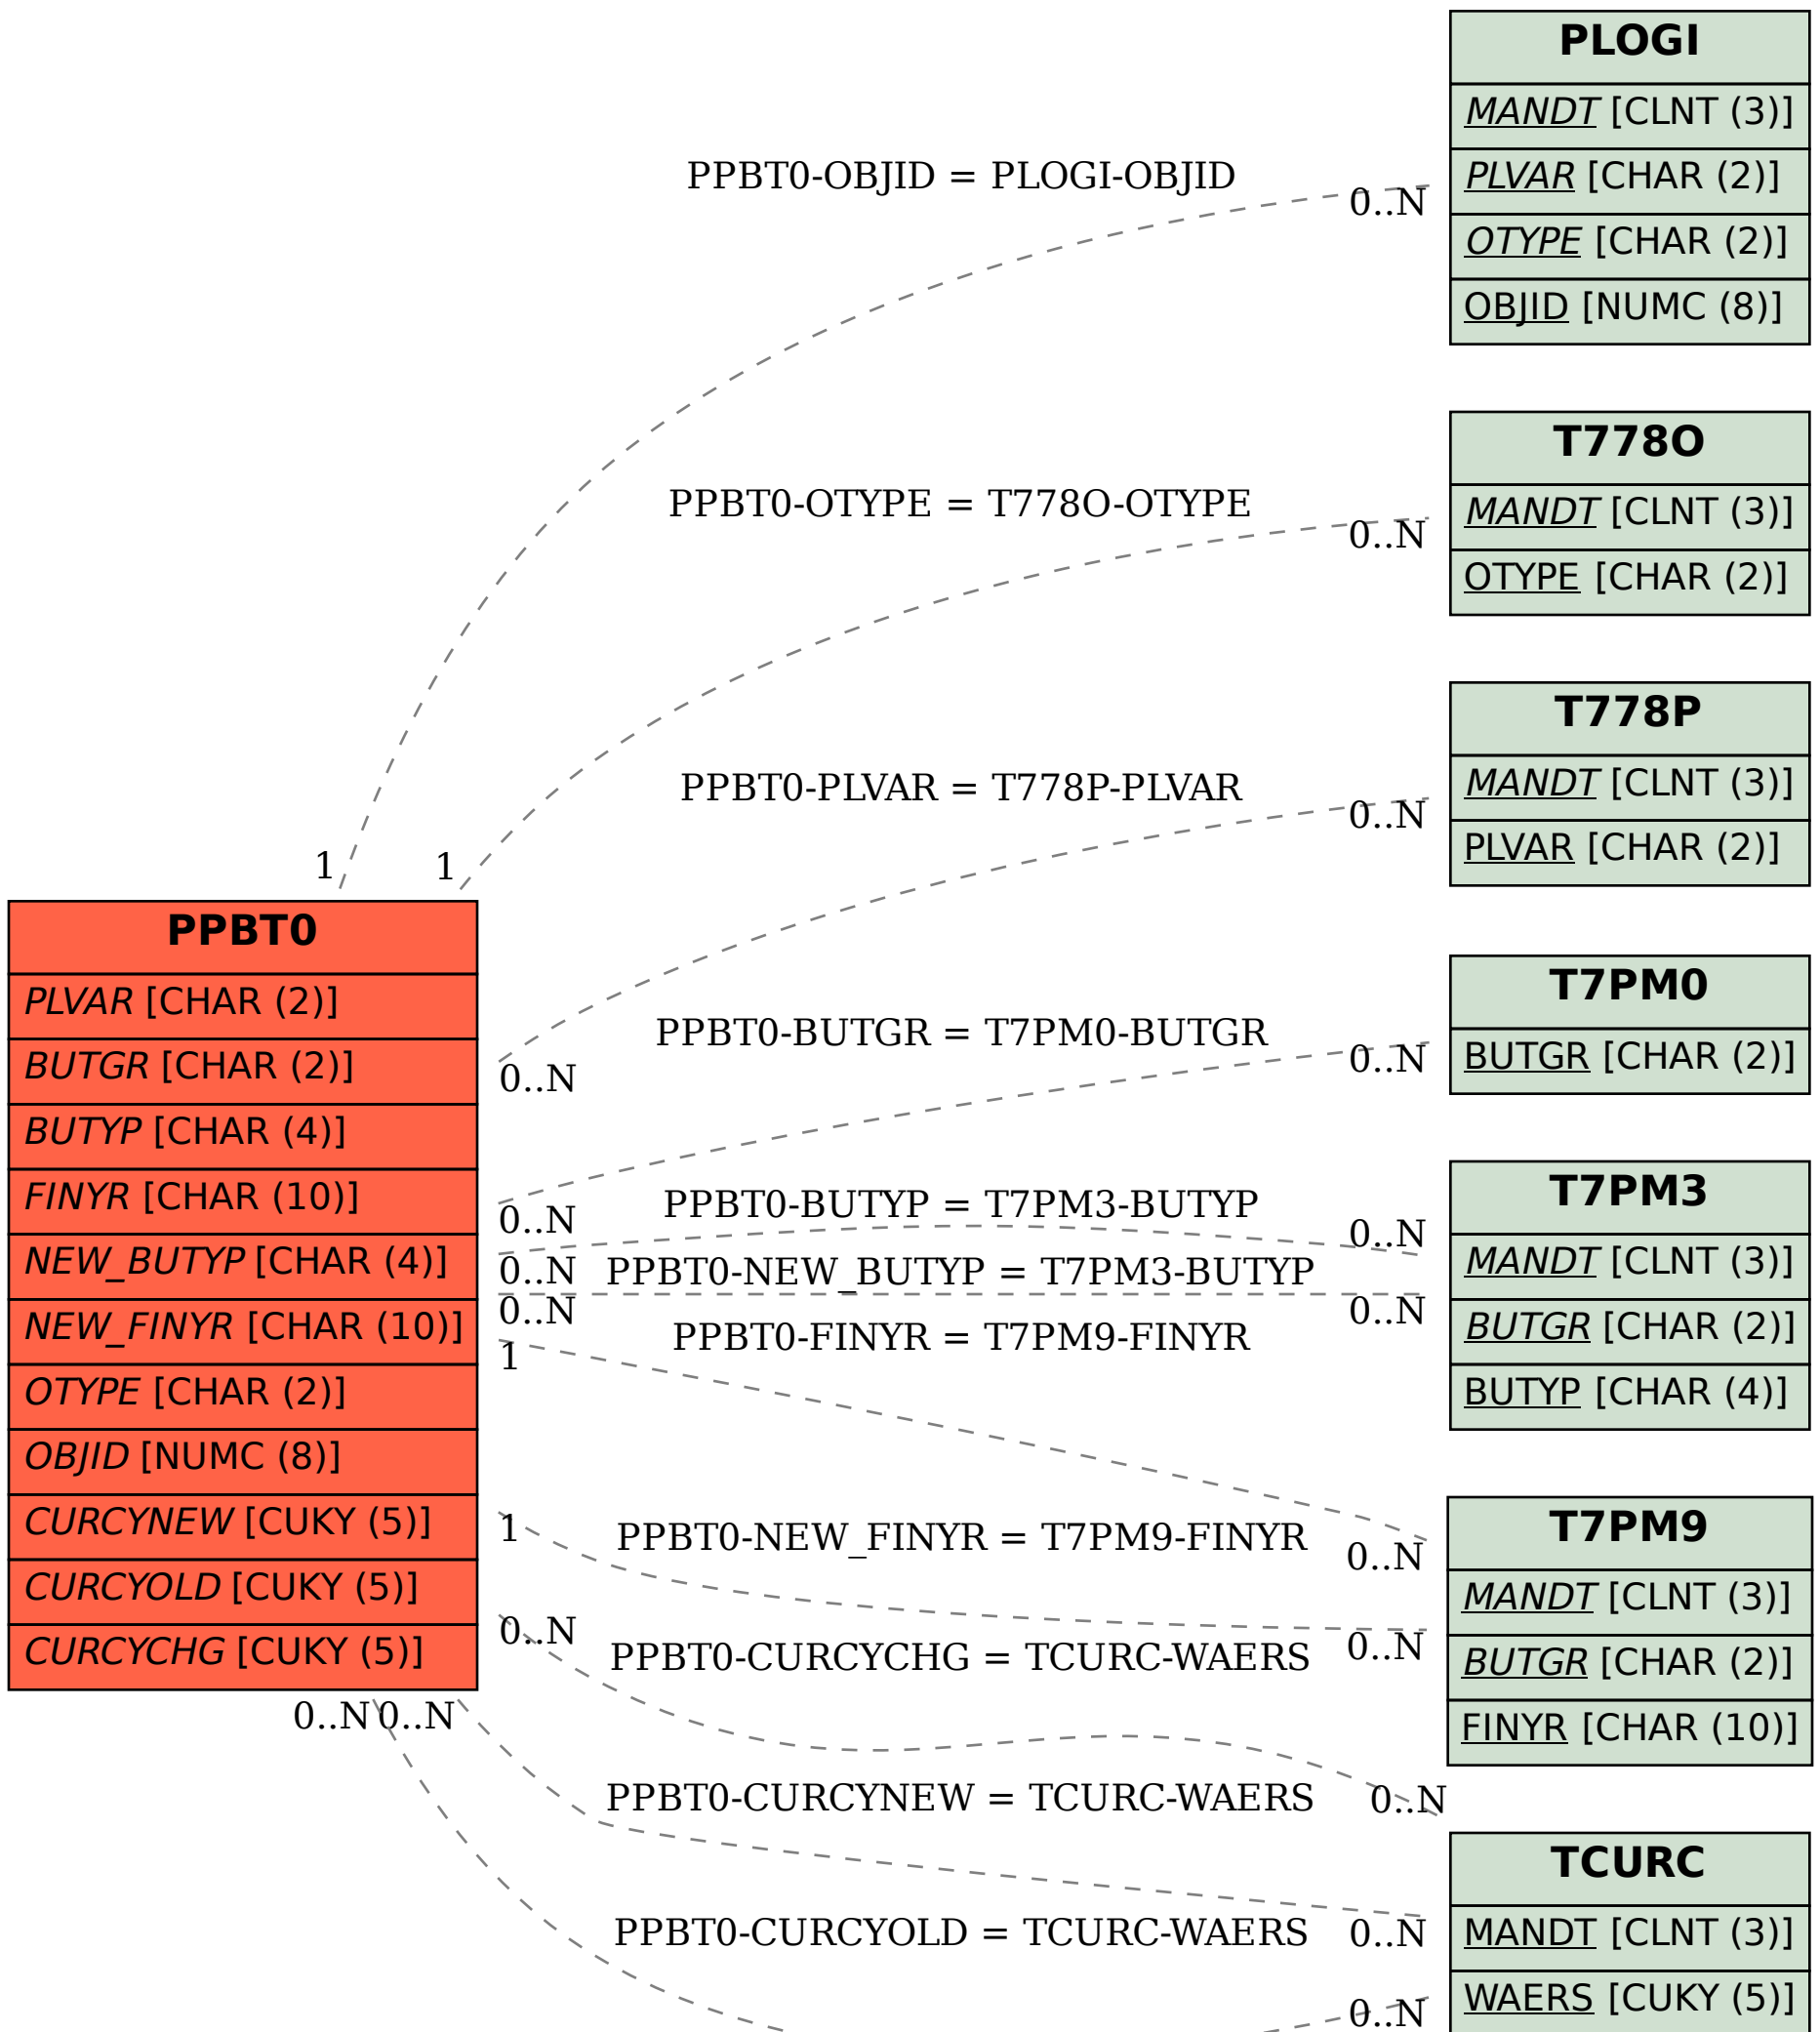 PLOGI
MANDT [CLNT (3)]
PLVAR [CHAR (2)]
OTYPE [CHAR (2)]
OBJID [NUMC (8)]
PPBT0-OBJID = PLOGI-OBJID
0..N
1
T778O
MANDT [CLNT (3)]
OTYPE [CHAR (2)]
PPBT0-OTYPE = T778O-OTYPE
0..N
1
T778P
MANDT [CLNT (3)]
PLVAR [CHAR (2)]
PPBT0-PLVAR = T778P-PLVAR
0..N
0..N
PPBT0
PLVAR [CHAR (2)]
BUTGR [CHAR (2)]
BUTYP [CHAR (4)]
FINYR [CHAR (10)]
NEW_BUTYP [CHAR (4)]
NEW_FINYR [CHAR (10)]
OTYPE [CHAR (2)]
OBJID [NUMC (8)]
CURCYNEW [CUKY (5)]
CURCYOLD [CUKY (5)]
CURCYCHG [CUKY (5)]
T7PM0
BUTGR [CHAR (2)]
PPBT0-BUTGR = T7PM0-BUTGR
0..N
0..N
T7PM3
MANDT [CLNT (3)]
BUTGR [CHAR (2)]
BUTYP [CHAR (4)]
PPBT0-BUTYP = T7PM3-BUTYP
0..N
0..N
PPBT0-NEW_BUTYP = T7PM3-BUTYP
0..N
0..N
PPBT0-FINYR = T7PM9-FINYR
1
0..N
T7PM9
MANDT [CLNT (3)]
BUTGR [CHAR (2)]
FINYR [CHAR (10)]
PPBT0-NEW_FINYR = T7PM9-FINYR
1
0..N
PPBT0-CURCYCHG = TCURC-WAERS
0..N
0..N
PPBT0-CURCYNEW = TCURC-WAERS
0..N
0..N
TCURC
MANDT [CLNT (3)]
WAERS [CUKY (5)]
PPBT0-CURCYOLD = TCURC-WAERS
0..N
0..N